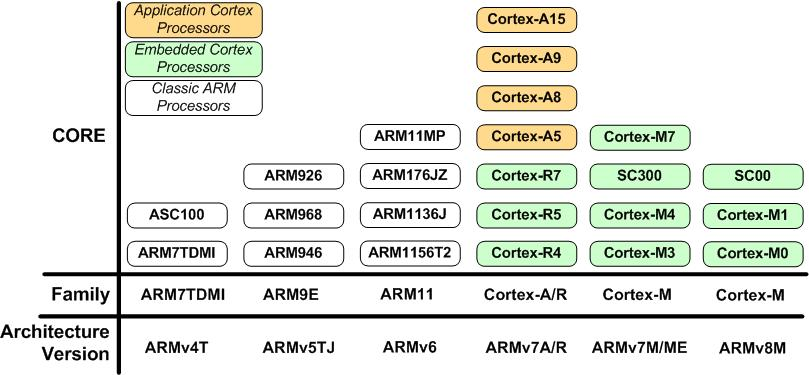 Application Cortex
Processors
Embedded Cortex
Processors
Classic ARM
Processors
Cortex-A15
Cortex-A9
Cortex-A8
CORE
ARM11MP
Cortex-A5
Cortex-M7
ARM926
ARM176JZ
Cortex-R7
SC300
SC00
ASC100
ARM968
ARM1136J
Cortex-R5
Cortex-M4
Cortex-M1
ARM7TDMI
ARM946
ARM1156T2
Cortex-R4
Cortex-M3
Cortex-M0
Family
ARM7TDMI
ARM9E
ARM11
Cortex-A/R
Cortex-M
Cortex-M
Architecture
Version
ARMv4T
ARMv5TJ
ARMv6
ARMv7A/R
ARMv7M/ME
ARMv8M